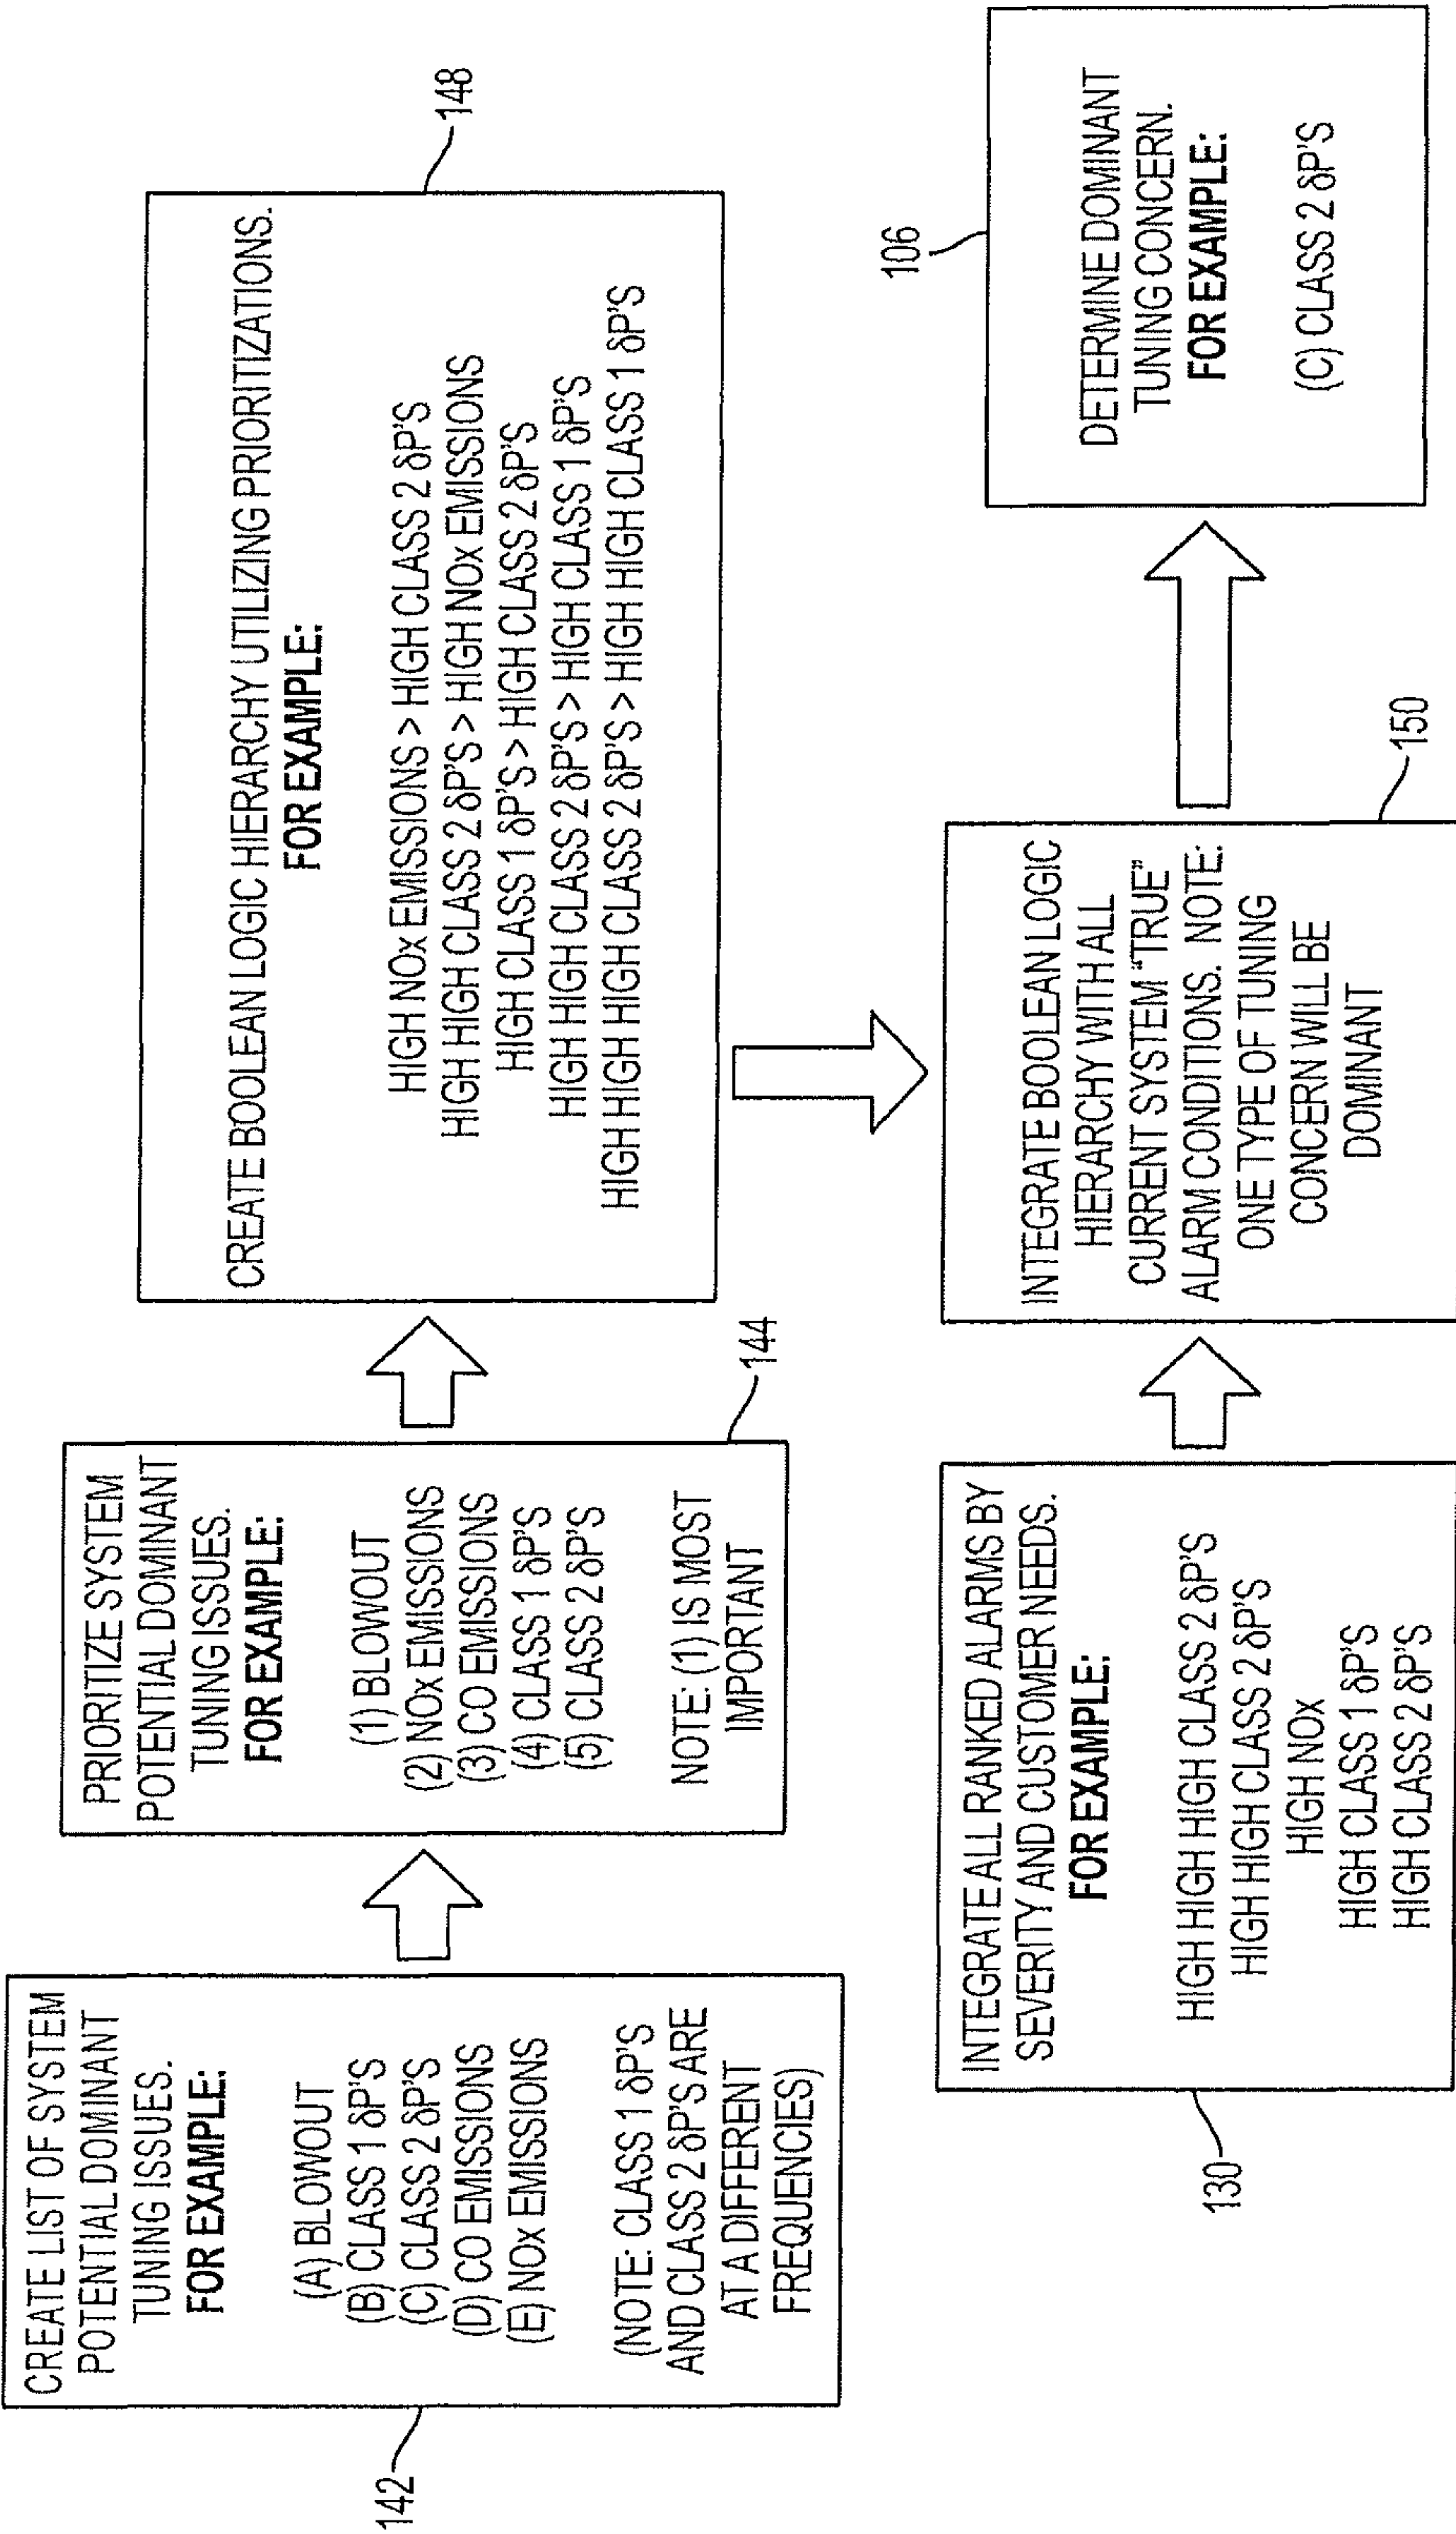 CREATE LIST OF SYSTEM
POTENTIAL DOMINANT
TUNING ISSUES.
FOR EXAMPLE:
(A) BLOWOUT
(B) CLASS 1 δP'S
(C) CLASS 2 δP'S
(D) CO EMISSIONS
(E) NOx EMISSIONS
(NOTE: CLASS 1 δP'S
AND CLASS 2 δP'S ARE
AT A DIFFERENT
FREQUENCIES)
142
PRIORITIZE SYSTEM
POTENTIAL DOMINANT
TUNING ISSUES.
FOR EXAMPLE:
(1) BLOWOUT
(2) NOx EMISSIONS
(3) CO EMISSIONS
(4) CLASS 1 δP'S
(5) CLASS 2 δP'S
NOTE: (1) IS MOST
IMPORTANT
144
CREATE BOOLEAN LOGIC HIERARCHY UTILIZING PRIORITIZATIONS.
FOR EXAMPLE:
HIGH NOx EMISSIONS > HIGH CLASS 2 δP'S
HIGH HIGH CLASS 2 δP'S > HIGH NOx EMISSIONS
HIGH CLASS 1 δP'S > HIGH CLASS 2 δP'S
HIGH HIGH CLASS 2 δP'S > HIGH CLASS 1 δP'S
HIGH HIGH HIGH CLASS 2 δP'S > HIGH HIGH CLASS 1 δP'S
148
INTEGRATE ALL RANKED ALARMS BY
SEVERITY AND CUSTOMER NEEDS.
FOR EXAMPLE:
HIGH HIGH HIGH CLASS 2 δP'S
HIGH HIGH CLASS 2 δP'S
HIGH NOx
HIGH CLASS 1 δP'S
HIGH CLASS 2 δP'S
130
INTEGRATE BOOLEAN LOGIC
HIERARCHY WITH ALL
CURRENT SYSTEM "TRUE"
ALARM CONDITIONS. NOTE:
ONE TYPE OF TUNING
CONCERN WILL BE
DOMINANT
150
DETERMINE DOMINANT
TUNING CONCERN.
FOR EXAMPLE:
(C) CLASS 2 δP'S
106